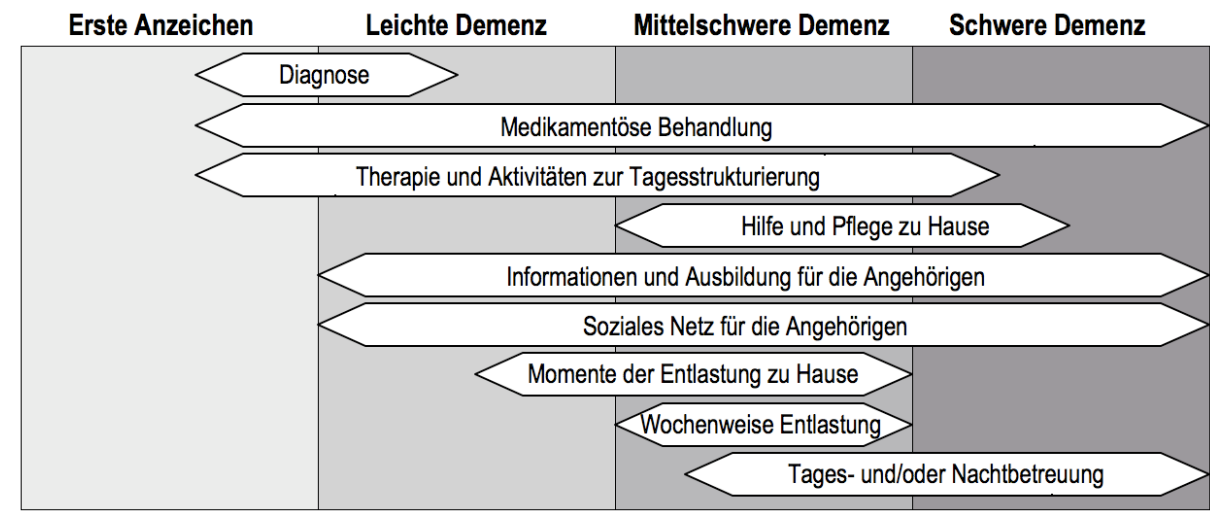 Erste Anzeichen Leichte Demenz Mittelschwere Demenz Schwere Demenz
Diagnose
Medikamentöse Behandlung
Therapie und Aktivitäten zur Tagesstrukturierung
Hilfe und Pflege zu Hause
Informationen und Ausbildung für die Angehörigen
Soziales Netz für die Angehörigen
Momente der Entlastung zu Hause
Wochenweise Entlastung
Tages- und/oder Nachtbetreuung